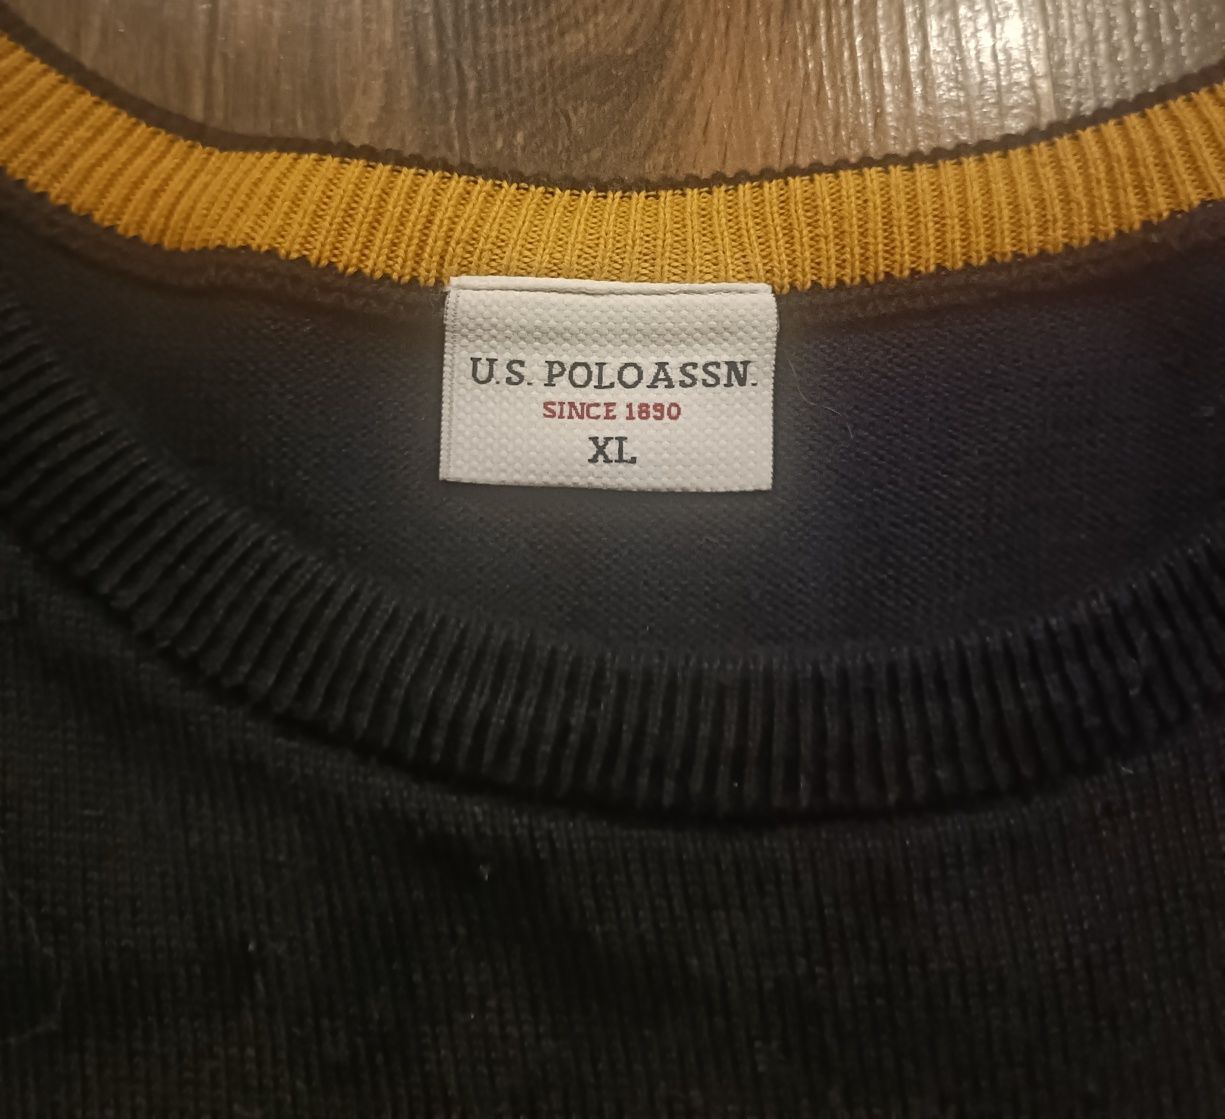 U.S. POLO ASSN.
SINCE 1890
XL